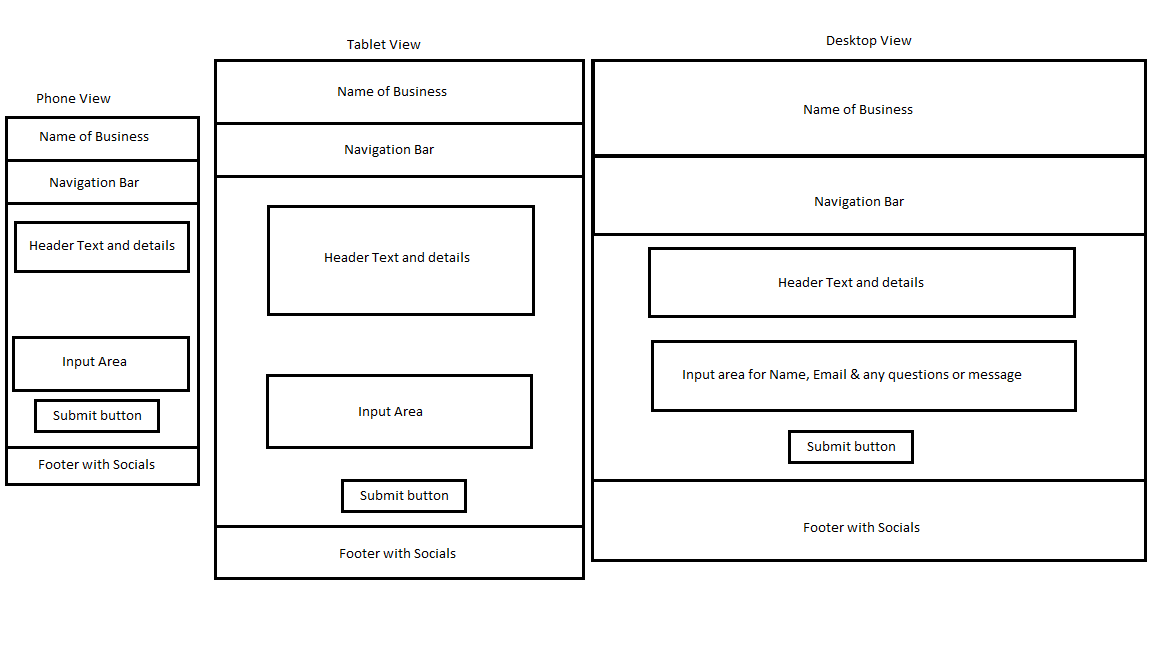 Phone View
Name of Business
Navigation Bar
Header Text and details
Input Area
Submit button
Footer with Socials
Tablet View
Name of Business
Navigation Bar
Header Text and details
Input Area
Submit button
Footer with Socials
Desktop View
Name of Business
Navigation Bar
Header Text and details
Input area for Name, Email & any questions or message
Submit button
Footer with Socials